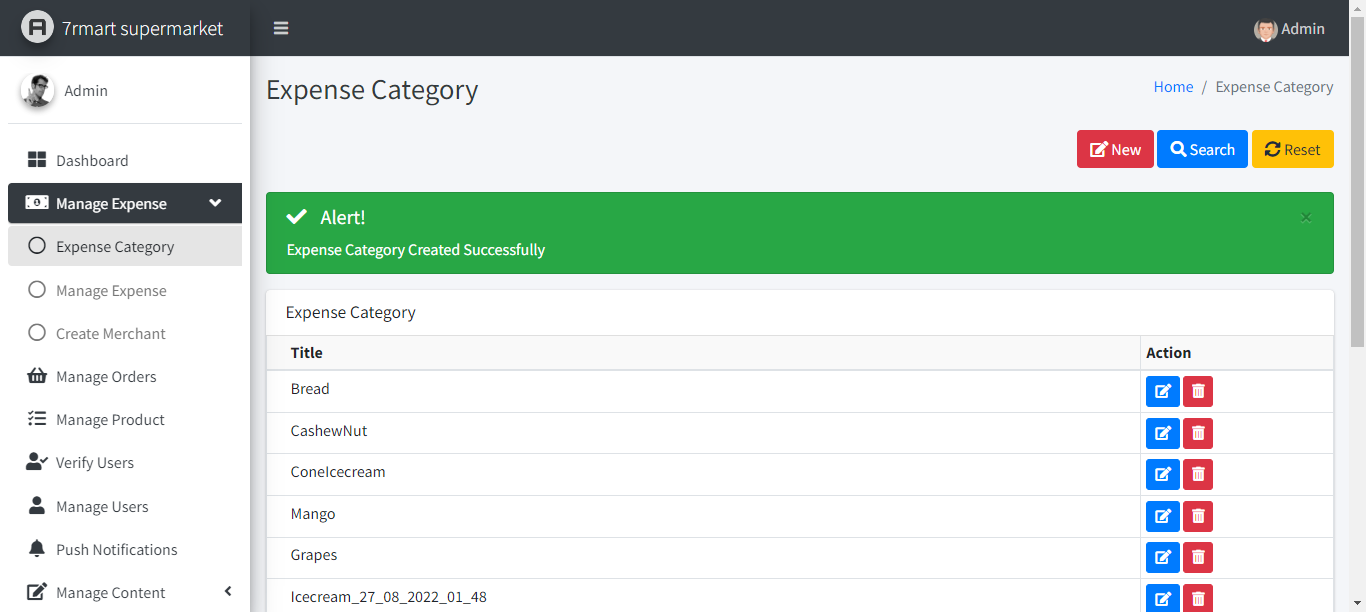 7rmart supermarket
Admin
Admin
Dashboard
Manage Expense
Expense Category
Manage Expense
Create Merchant
Manage Orders
Manage Product
Verify Users
Manage Users
Push Notifications
Manage Content
Expense Category
Home / Expense Category
New Search Reset
Alert! ×
Expense Category Created Successfully
Expense Category
Title Action
Bread
CashewNut
ConeIcecream
Mango
Grapes
Icecream_27_08_2022_01_48